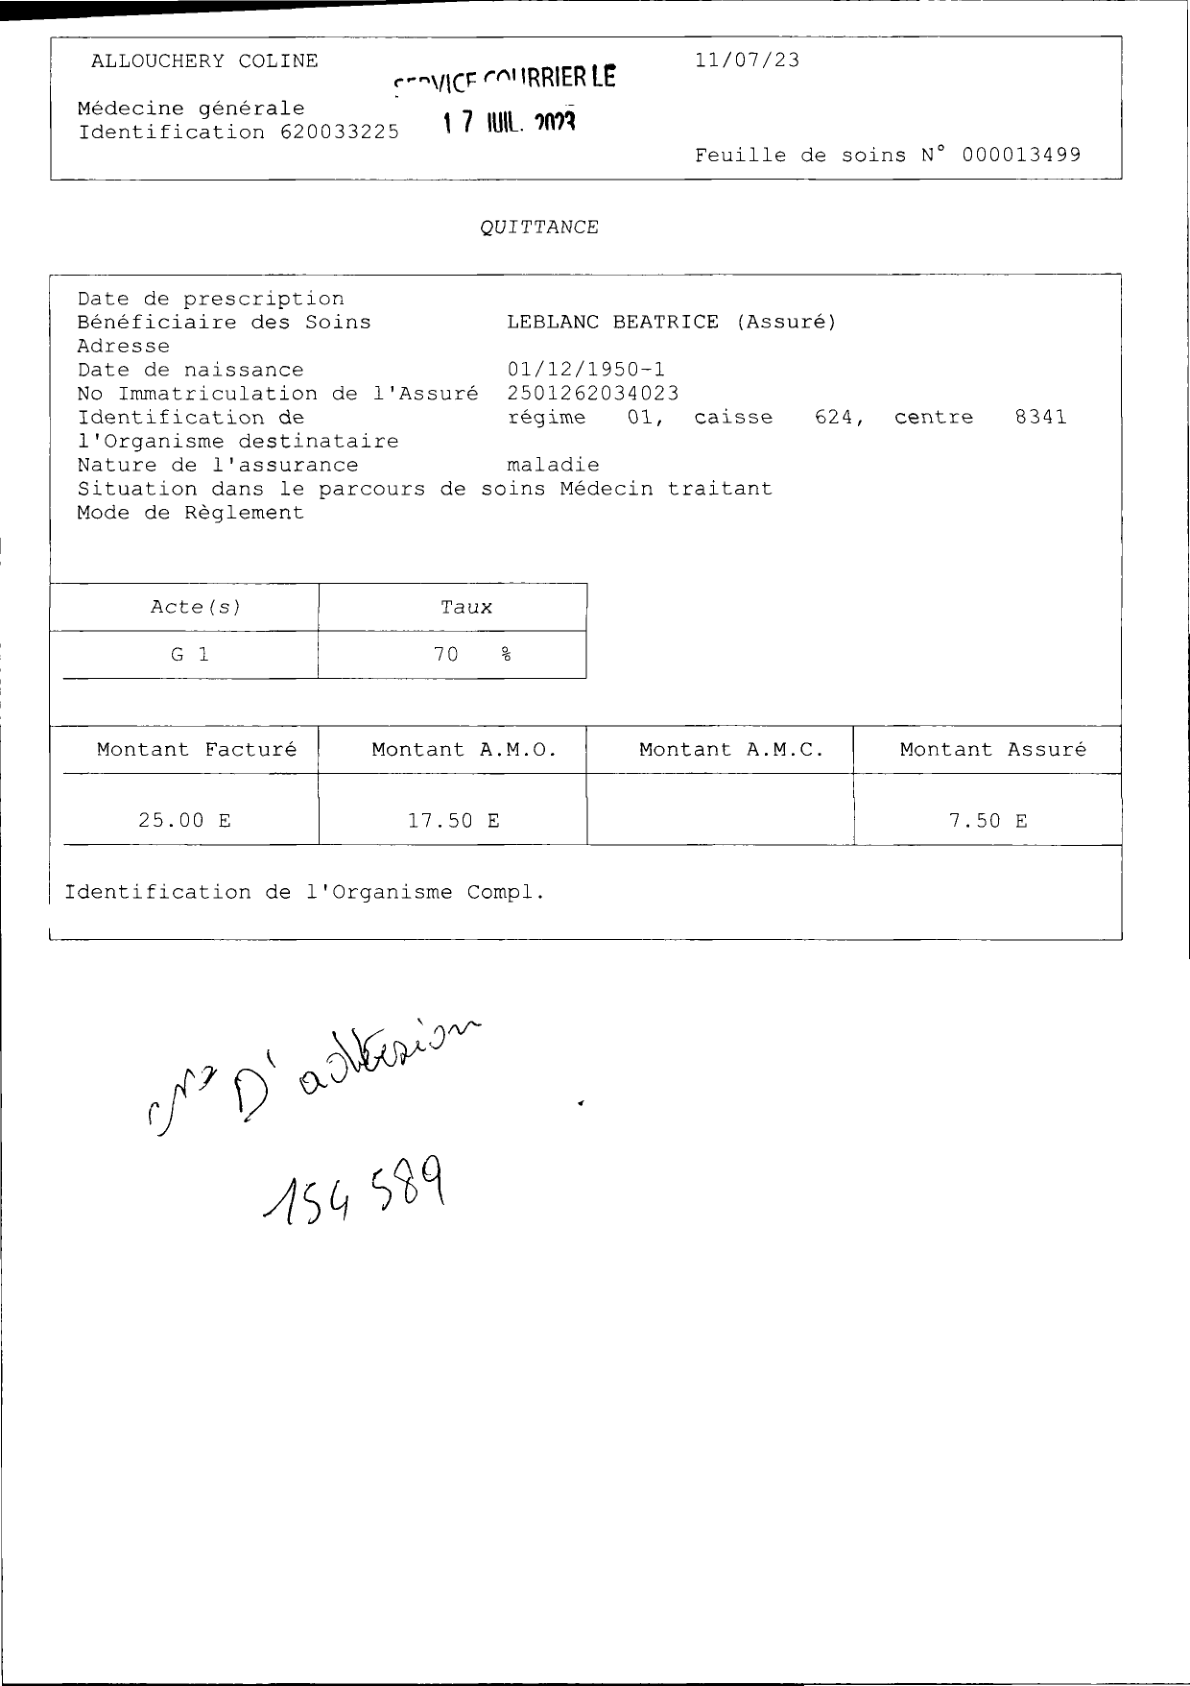 ALLOUCHERY COLINE
11/07/23
SERVICE COURRIER LE
Médecine générale
Identification 620033225
17 JUIL. 2023
Feuille de soins N° 000013499
QUITTANCE
Date de prescription
Bénéficiaire des Soins LEBLANC BEATRICE (Assuré)
Adresse
Date de naissance 01/12/1950-1
No Immatriculation de l'Assuré 2501262034023
Identification de régime 01, caisse 624, centre 8341
l'Organisme destinataire
Nature de l'assurance maladie
Situation dans le parcours de soins Médecin traitant
Mode de Règlement
Acte(s) Taux
G 1 70 %
Montant Facturé Montant A.M.O. Montant A.M.C. Montant Assuré
25.00 E 17.50 E 7.50 E
Identification de l'Organisme Compl.
N° D'adhésion
154 589